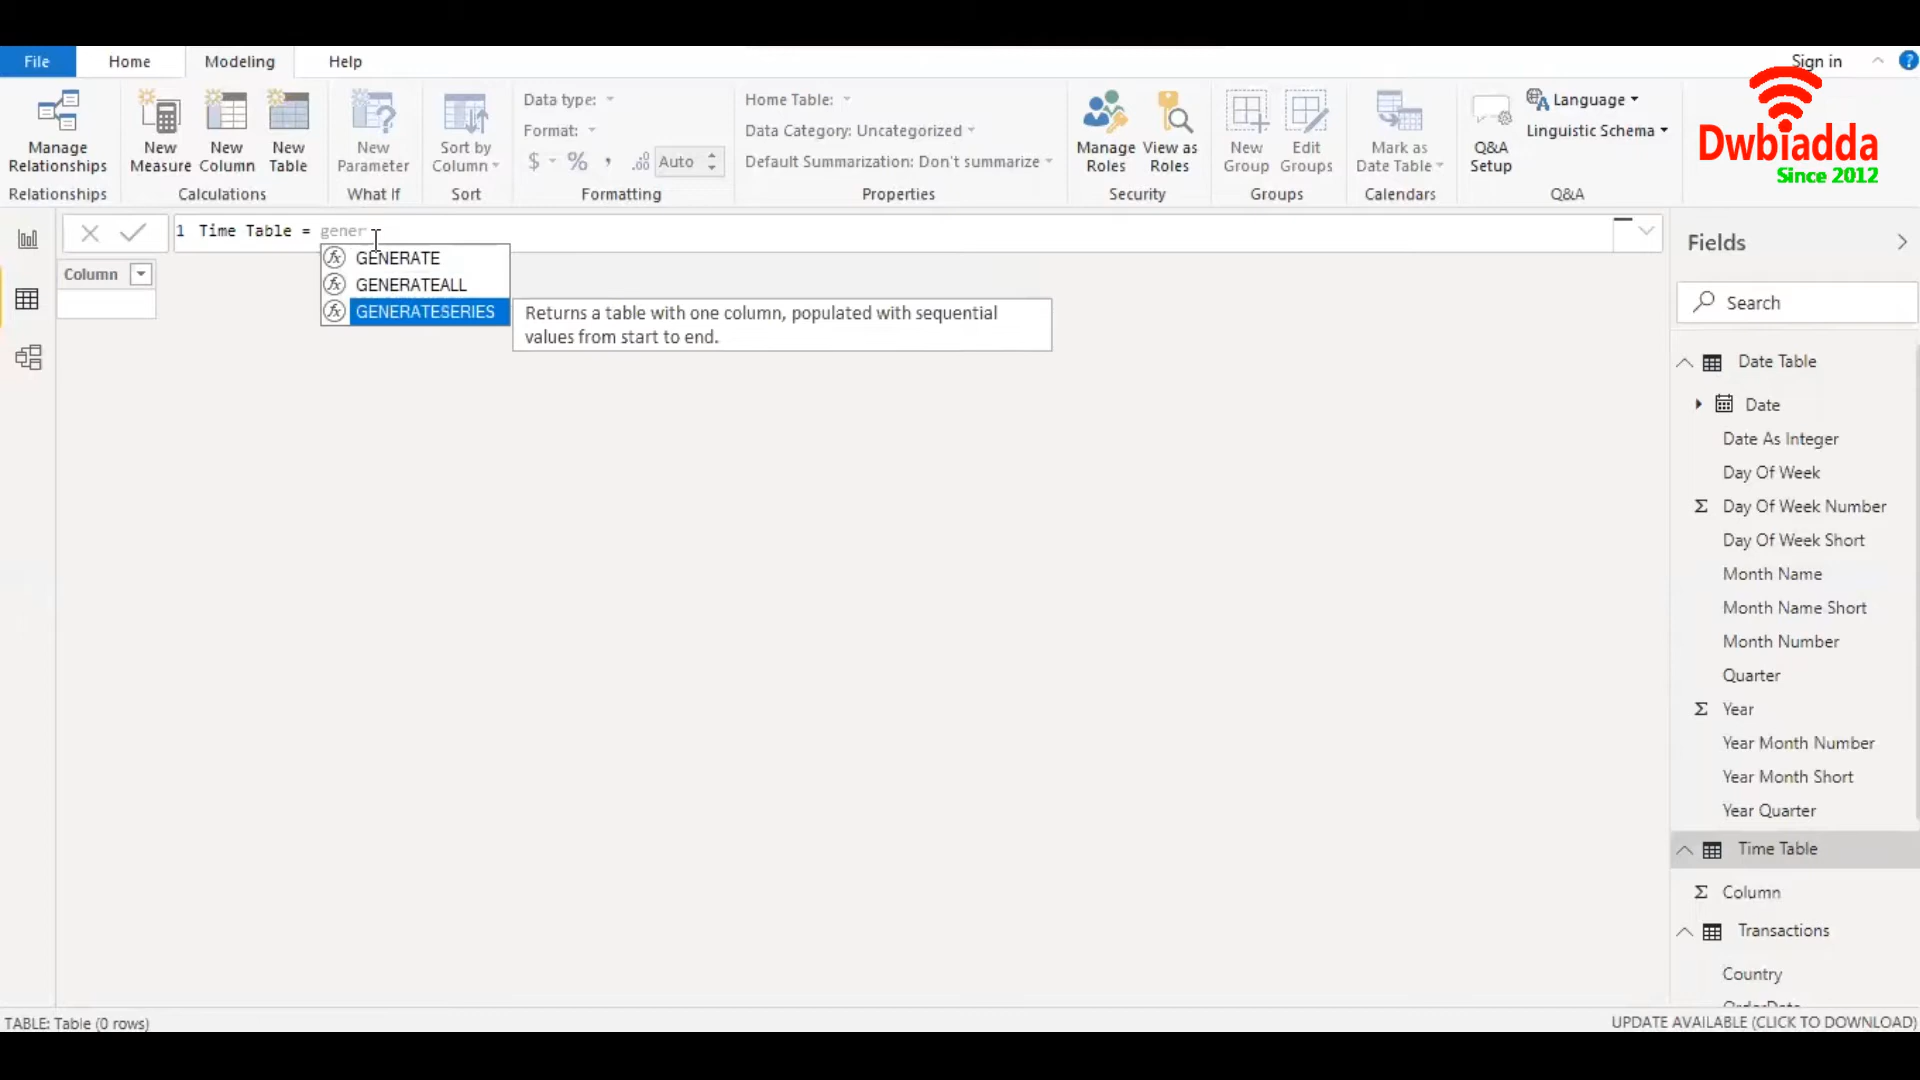 File
Home
Modeling
Help
Sign in
?
Manage
Relationships
Relationships
New
Measure
New
Column
New
Table
Calculations
New
Parameter
What If
Sort by
Column
Sort
Data type:
Format:
$ % , .00 Auto
Formatting
Home Table:
Data Category: Uncategorized
Default Summarization: Don't summarize
Properties
Manage
Roles
View as
Roles
Security
New
Group
Edit
Groups
Groups
Mark as
Date Table
Calendars
Q&A
Setup
Language
Linguistic Schema
Q&A
Dwbiadda
Since 2012
1 Time Table = gener
GENERATE
GENERATEALL
GENERATESERIES
Returns a table with one column, populated with sequential
values from start to end.
Column
Fields
Search
Date Table
Date
Date As Integer
Day Of Week
Σ Day Of Week Number
Day Of Week Short
Month Name
Month Name Short
Month Number
Quarter
Σ Year
Year Month Number
Year Month Short
Year Quarter
Time Table
Σ Column
Transactions
Country
TABLE: Table (0 rows)
UPDATE AVAILABLE (CLICK TO DOWNLOAD)